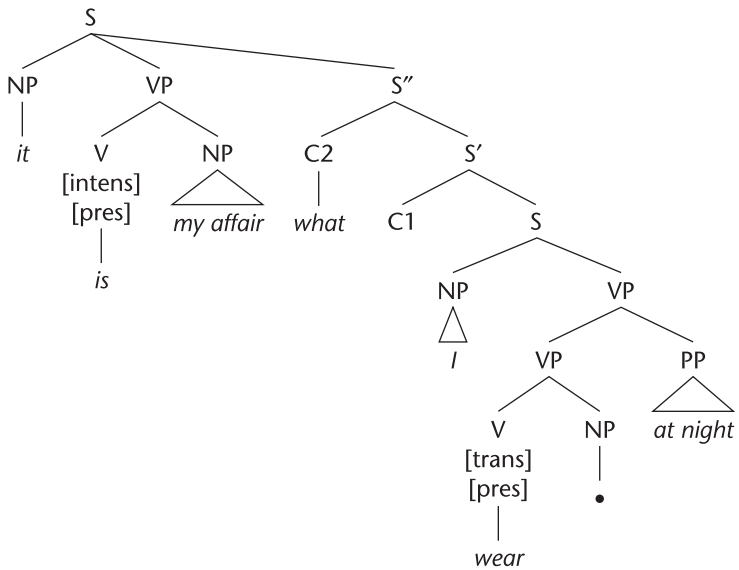 S
NP VP S″
it V NP C2 S′
[intens]
[pres] my affair what C1 S
is NP VP
I VP PP
V NP at night
[trans]
[pres] •
wear